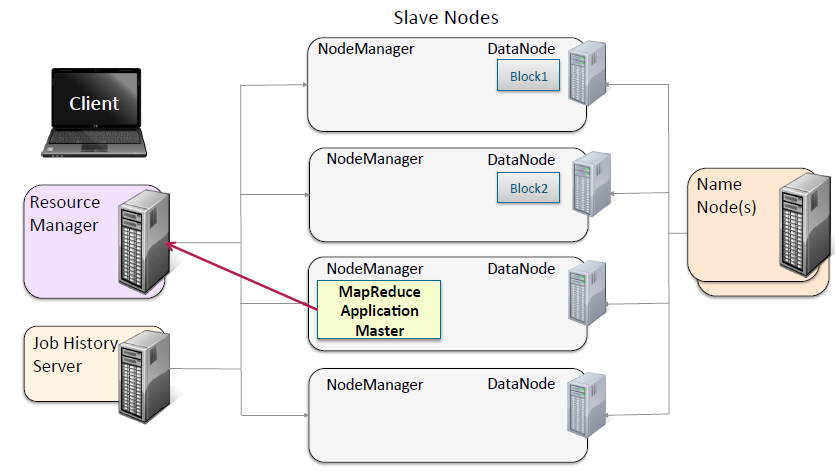 Slave Nodes
NodeManager
DataNode
Block1
Client
NodeManager
DataNode
Block2
Resource
Manager
Name
Node(s)
NodeManager
DataNode
MapReduce
Application
Master
Job History
Server
NodeManager
DataNode